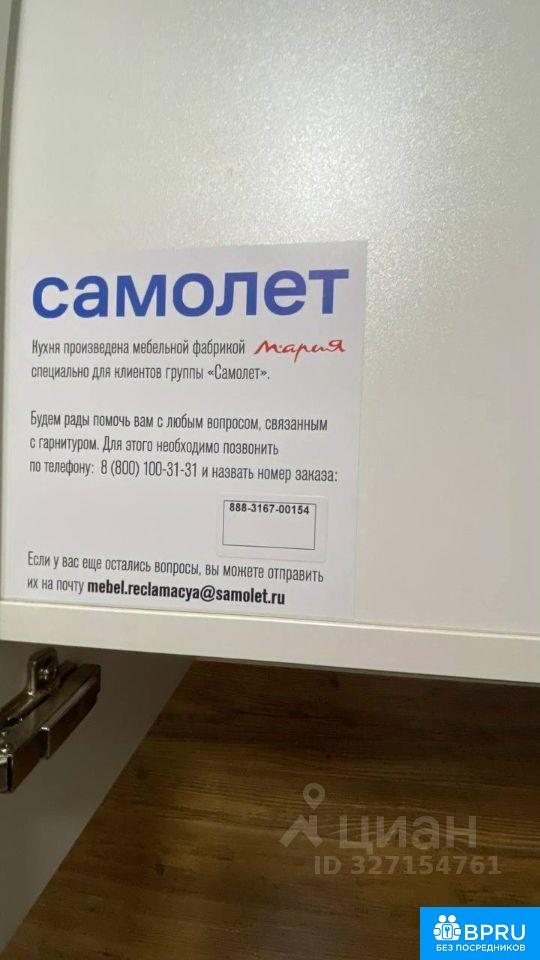 самолет
Кухня произведена мебельной фабрикой Мария
специально для клиентов группы «Самолет».
Будем рады помочь вам с любым вопросом, связанным
с гарнитуром. Для этого необходимо позвонить
по телефону: 8 (800) 100-31-31 и назвать номер заказа:
888-3167-00154
Если у вас еще остались вопросы, вы можете отправить
их на почту mebel.reclamacya@samolet.ru
циан
ID 327154761
BPRU
БЕЗ ПОСРЕДНИКОВ